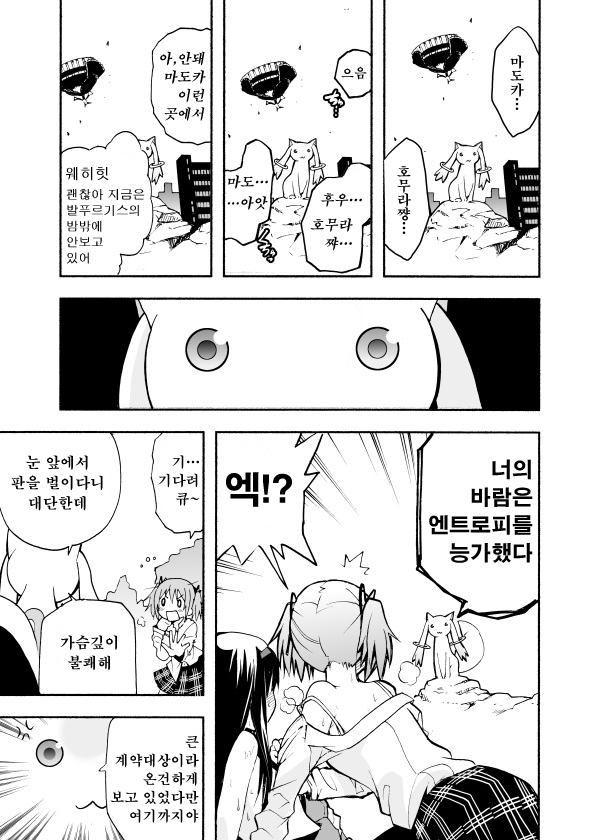 마도카…
호무라쨩…
으음
후우…
호무라
쨔…
마도…
…아앗
아,안돼
마도카
이런
곳에서
웨히힛
괜찮아 지금은
발푸르기스의
밤밖에
안보고
있어
너의
바람은
엔트로피를
능가했다
엑!?
기…
기다려
큐~
눈 앞에서
판을 벌이다니
대단한데
가슴깊이
불쾌해
큰
계약대상이라
온건하게
보고 있었다만
여기까지야